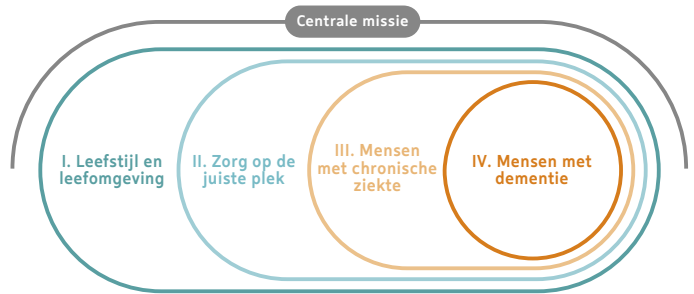 Centrale missie
I. Leefstijl en
leefomgeving
II. Zorg op de
juiste plek
III. Mensen
met chronische
ziekte
IV. Mensen met
dementie